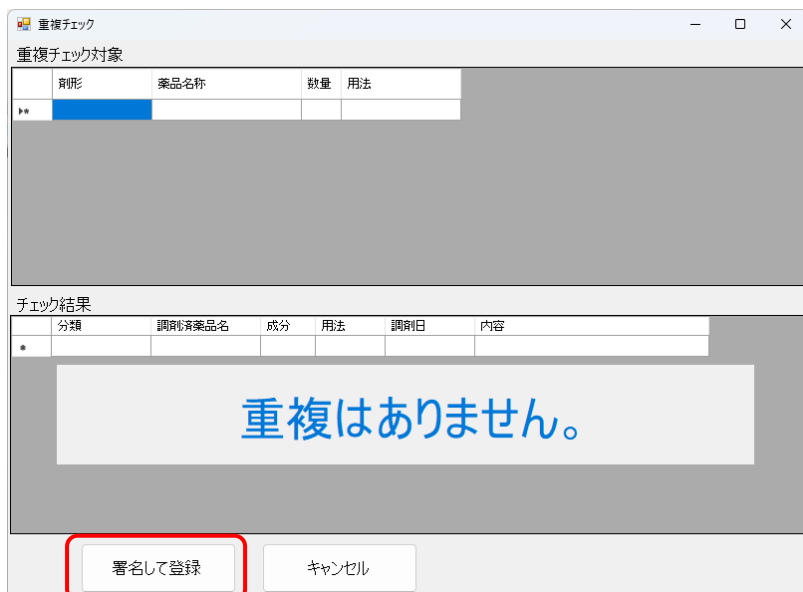 重複チェック
重複チェック対象
剤形 薬品名称 数量 用法
チェック結果
分類 調剤済薬品名 成分 用法 調剤日 内容
重複はありません。
署名して登録 キャンセル